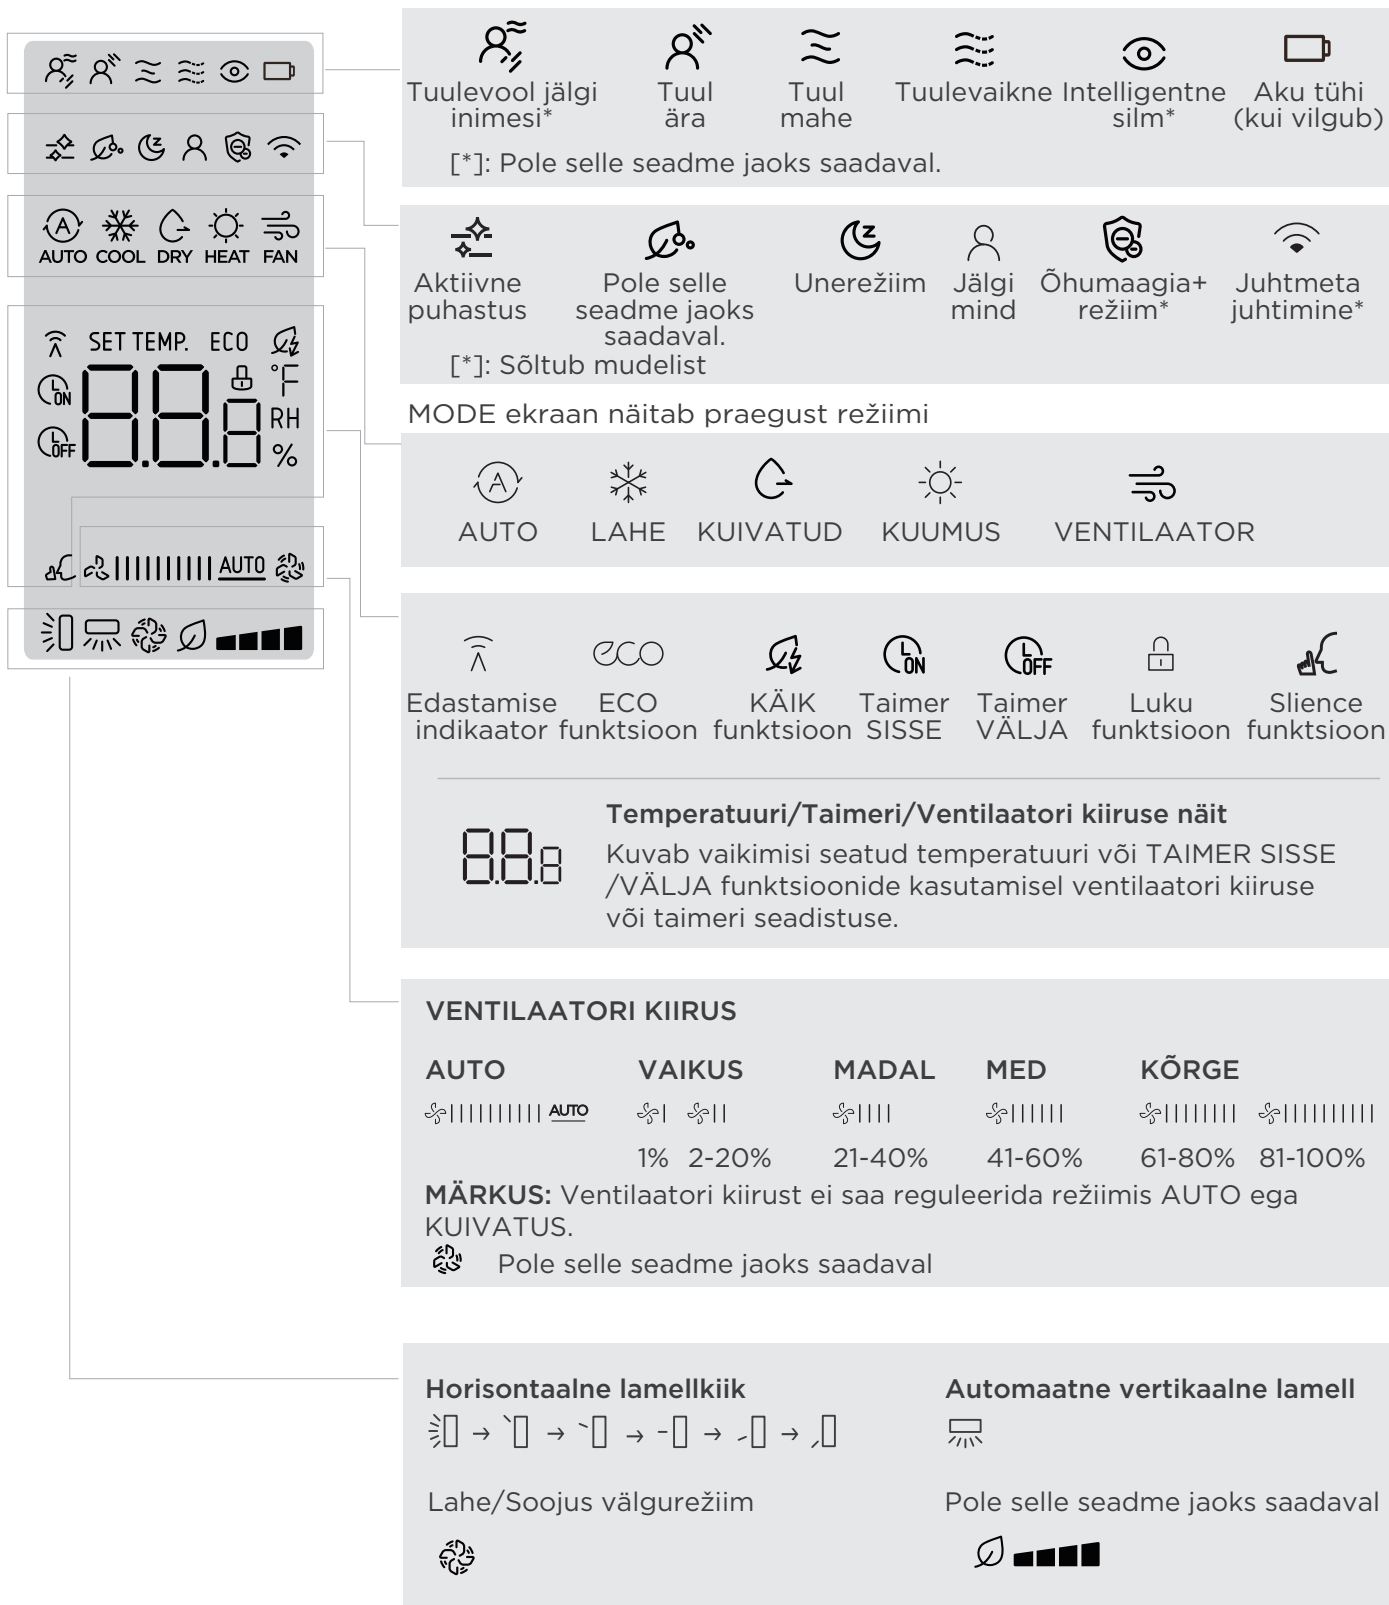 AUTO COOL DRY HEAT FAN
SET TEMP. ECO
ON
°F
OFF
RH
%
AUTO
Tuulevool jälgi inimesi*
Tuul ära
Tuul mahe
Tuulevaikne
Intelligentne silm*
Aku tühi (kui vilgub)
[*]: Pole selle seadme jaoks saadaval.
Aktiivne puhastus
Pole selle seadme jaoks saadaval.
Unerežiim
Jälgi mind
Õhumaagia+ režiim*
Juhtmeta juhtimine*
[*]: Sõltub mudelist
MODE ekraan näitab praegust režiimi
AUTO LAHE KUIVATUD KUUMUS VENTILAATOR
eco ON OFF
Edastamise indikaator
ECO funktsioon
KÄIK funktsioon
Taimer SISSE
Taimer VÄLJA
Luku funktsioon
Slience funktsioon
Temperatuuri/Taimeri/Ventilaatori kiiruse näit
Kuvab vaikimisi seatud temperatuuri või TAIMER SISSE
/VÄLJA funktsioonide kasutamisel ventilaatori kiiruse
või taimeri seadistuse.
VENTILAATORI KIIRUS
AUTO VAIKUS MADAL MED KÕRGE
AUTO
1% 2-20% 21-40% 41-60% 61-80% 81-100%
MÄRKUS: Ventilaatori kiirust ei saa reguleerida režiimis AUTO ega
KUIVATUS.
Pole selle seadme jaoks saadaval
Horisontaalne lamellkiik
Automaatne vertikaalne lamell
Lahe/Soojus välgurežiim
Pole selle seadme jaoks saadaval